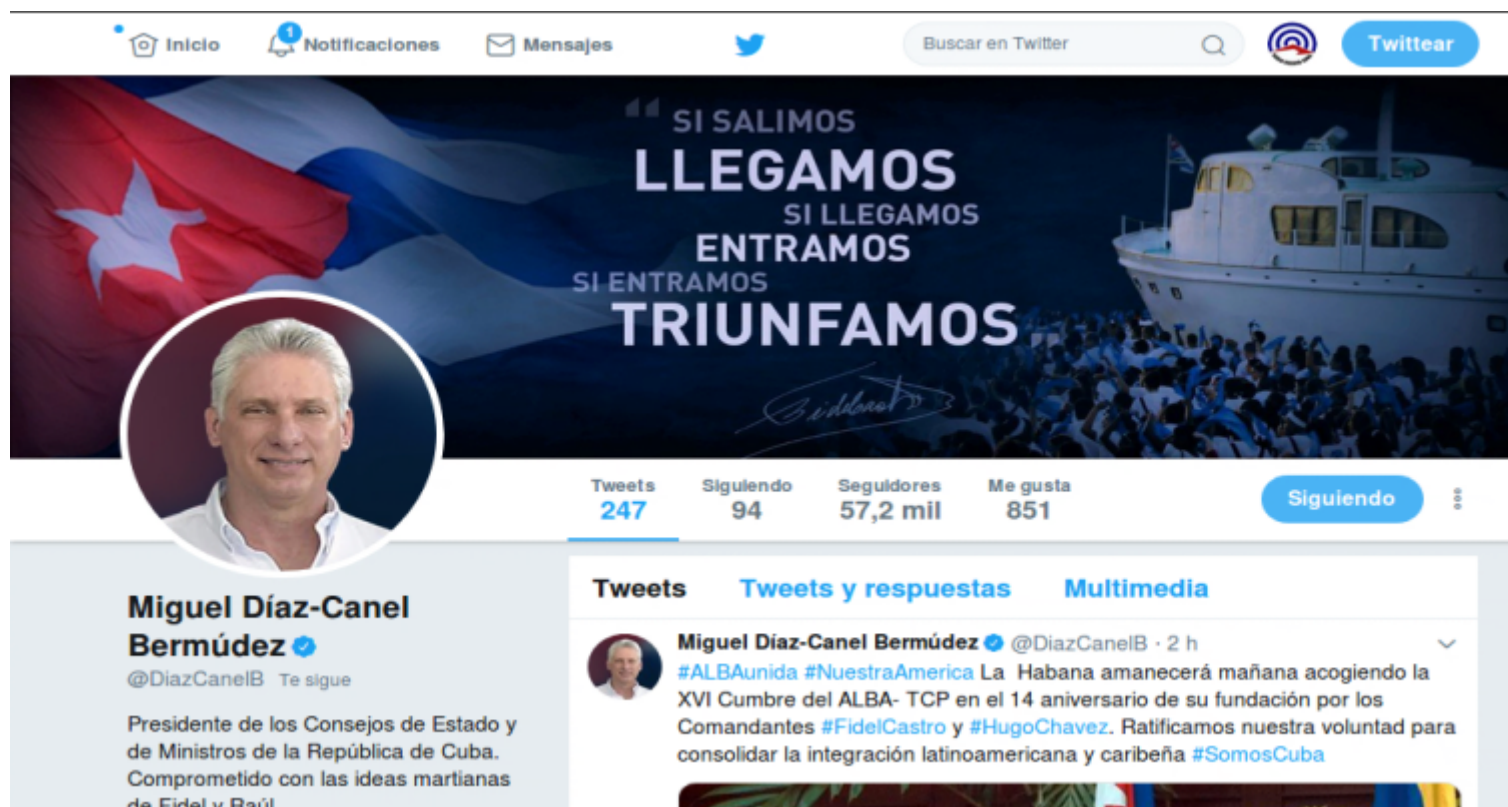 Inicio
1
Notificaciones
Mensajes
Buscar en Twitter
Twittear
“ SI SALIMOS
LLEGAMOS
SI LLEGAMOS
ENTRAMOS
SI ENTRAMOS
TRIUNFAMOS
Tweets
247
Siguiendo
94
Seguidores
57,2 mil
Me gusta
851
Siguiendo
Miguel Díaz-Canel
Bermúdez
@DiazCanelB Te sigue
Presidente de los Consejos de Estado y
de Ministros de la República de Cuba.
Comprometido con las ideas martianas
de Fidel y Raúl
Tweets Tweets y respuestas Multimedia
Miguel Díaz-Canel Bermúdez @DiazCanelB · 2 h
#ALBAunida #NuestraAmerica La Habana amanecerá mañana acogiendo la
XVI Cumbre del ALBA- TCP en el 14 aniversario de su fundación por los
Comandantes #FidelCastro y #HugoChavez. Ratificamos nuestra voluntad para
consolidar la integración latinoamericana y caribeña #SomosCuba